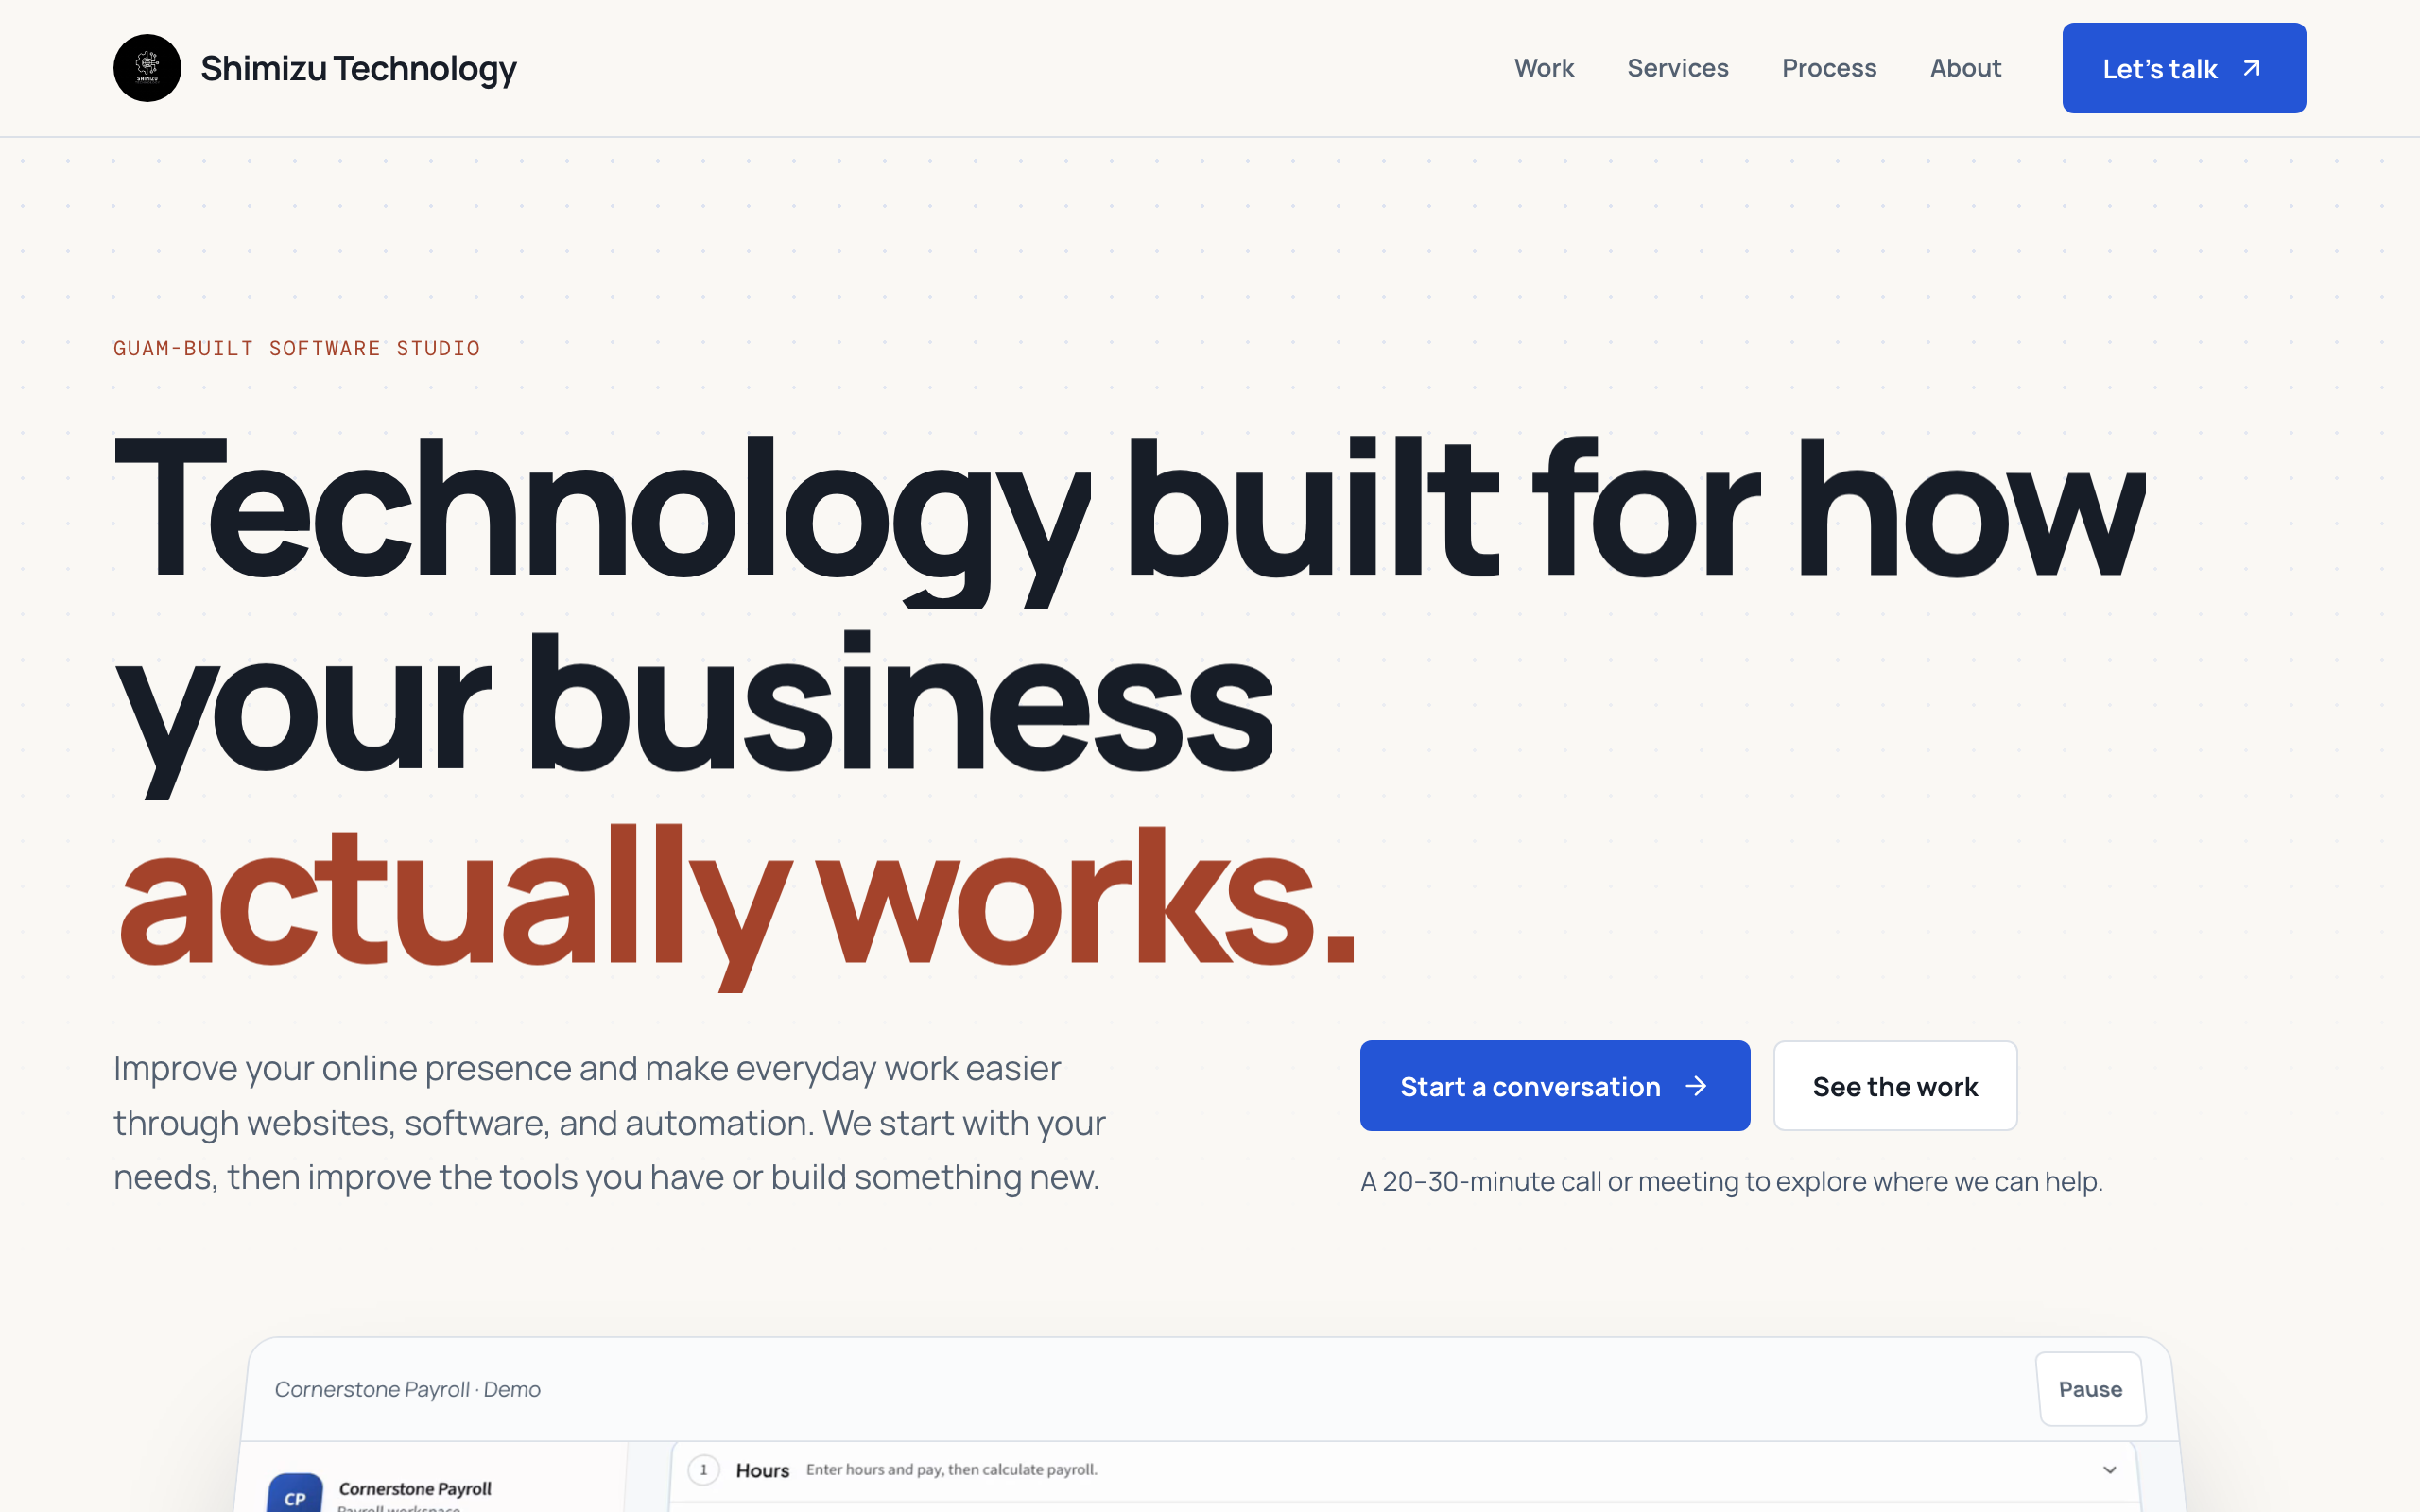 SHIMIZU
Shimizu Technology
Work
Services
Process
About
Let’s talk
GUAM-BUILT SOFTWARE STUDIO
Technology built for how
your business
actually works.
Improve your online presence and make everyday work easier
through websites, software, and automation. We start with your
needs, then improve the tools you have or build something new.
Start a conversation
See the work
A 20–30-minute call or meeting to explore where we can help.
Cornerstone Payroll · Demo
Pause
CP
Cornerstone Payroll
Payroll workspace
1 Hours Enter hours and pay, then calculate payroll.